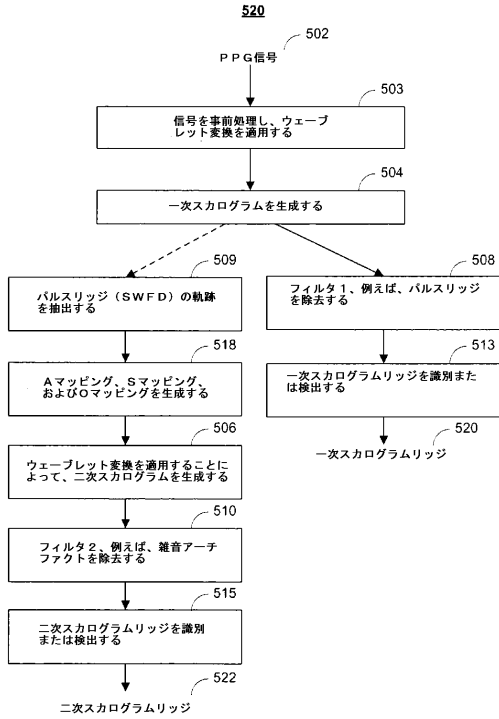 520
502
PPG信号
503
信号を事前処理し、ウェーブ
レット変換を適用する
504
一次スカログラムを生成する
509
パルスリッジ（SWFD）の軌跡
を抽出する
508
フィルタ1、例えば、パルスリッジ
を除去する
518
Aマッピング、Sマッピング、
およびOマッピングを生成する
513
一次スカログラムリッジを識別また
は検出する
520
一次スカログラムリッジ
506
ウェーブレット変換を適用することに
よって、二次スカログラムを生成する
510
フィルタ2、例えば、雑音アーチ
ファクトを除去する
515
二次スカログラムリッジを識別
または検出する
522
二次スカログラムリッジ